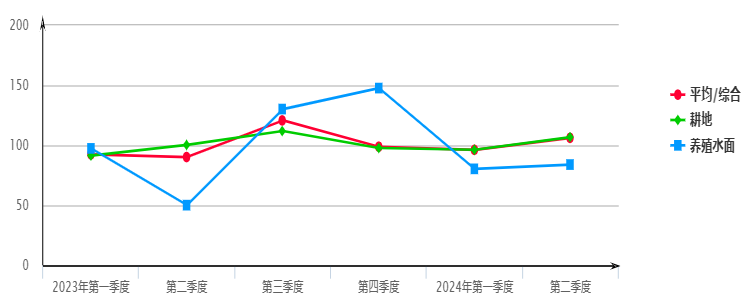 200
150
100
50
0
2023年第一季度 第二季度 第三季度 第四季度 2024年第一季度 第二季度
平均/综合
耕地
养殖水面